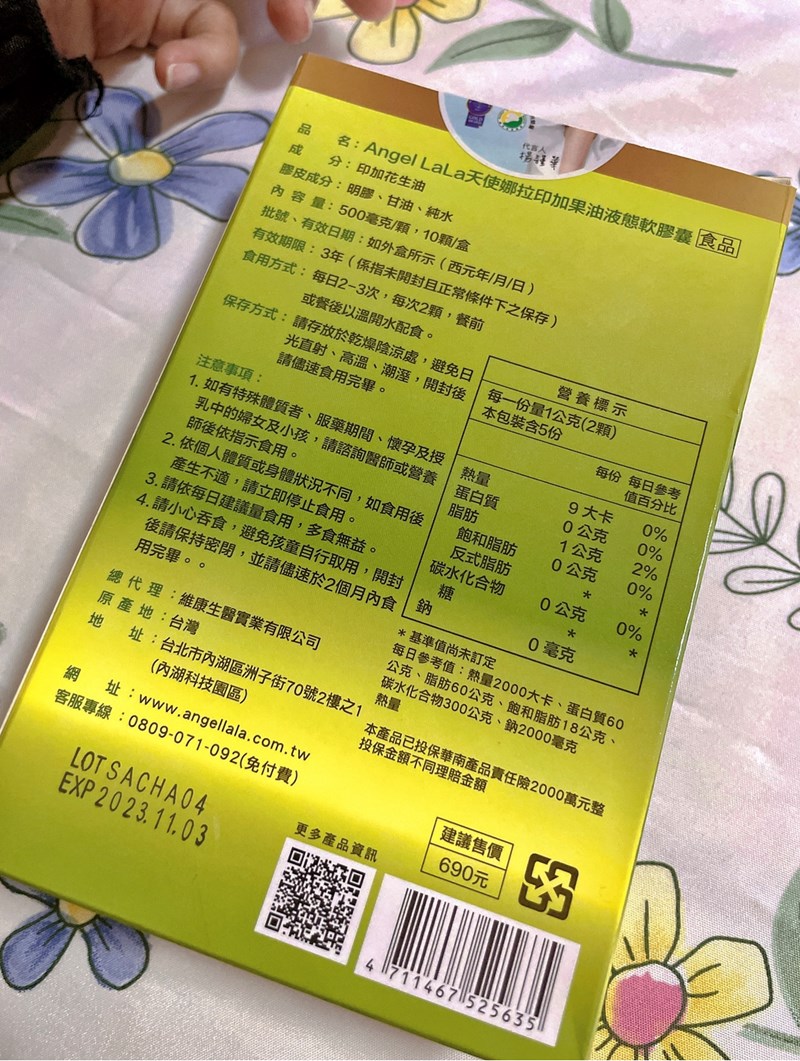 代言人
品名：Angel LaLa天使娜拉印加果油液態軟膠囊 食品
成分：印加花生油
膠皮成分：明膠、甘油、純水
內容量：500毫克/顆，10顆/盒
批號、有效日期：如外盒所示（西元年/月/日）
有效期限：3年（係指未開封且正常條件下之保存）
食用方式：每日2-3次，每次2顆，餐前
或餐後以溫開水配食。
保存方式：請存放於乾燥陰涼處，避免日
光直射、高溫、潮溼，開封後
請儘速食用完畢。
注意事項：
1. 如有特殊體質者、服藥期間、懷孕及授
乳中的婦女及小孩，請諮詢醫師或營養
師後依指示食用。
2. 依個人體質或身體狀況不同，如食用後
產生不適，請立即停止食用。
3. 請依每日建議量食用，多食無益。
4. 請小心吞食，避免孩童自行取用，開封
後請保持密閉，並請儘速於2個月內食
用完畢。。
總代理：維康生醫實業有限公司
原產地：台灣
地址：台北市內湖區洲子街70號2樓之1
(內湖科技園區)
網址：www.angellala.com.tw
客服專線：0809-071-092(免付費)
LOT SACHA04
EXP 2023.11.03
營養標示
每一份量1公克(2顆)
本包裝含5份
每份 每日參考
值百分比
熱量 9大卡 0%
蛋白質 0公克 0%
脂肪 1公克 2%
飽和脂肪 0公克 0%
反式脂肪 * *
碳水化合物 0公克 0%
糖 * *
鈉 0毫克
* 基準值尚未訂定
每日參考值：熱量2000大卡、蛋白質60
公克、脂肪60公克、飽和脂肪18公克、
碳水化合物300公克、鈉2000毫克
熱量
本產品已投保華南產品責任險2000萬元整
投保金額不同理賠金額
更多產品資訊
建議售價
690元
4 711467 525635